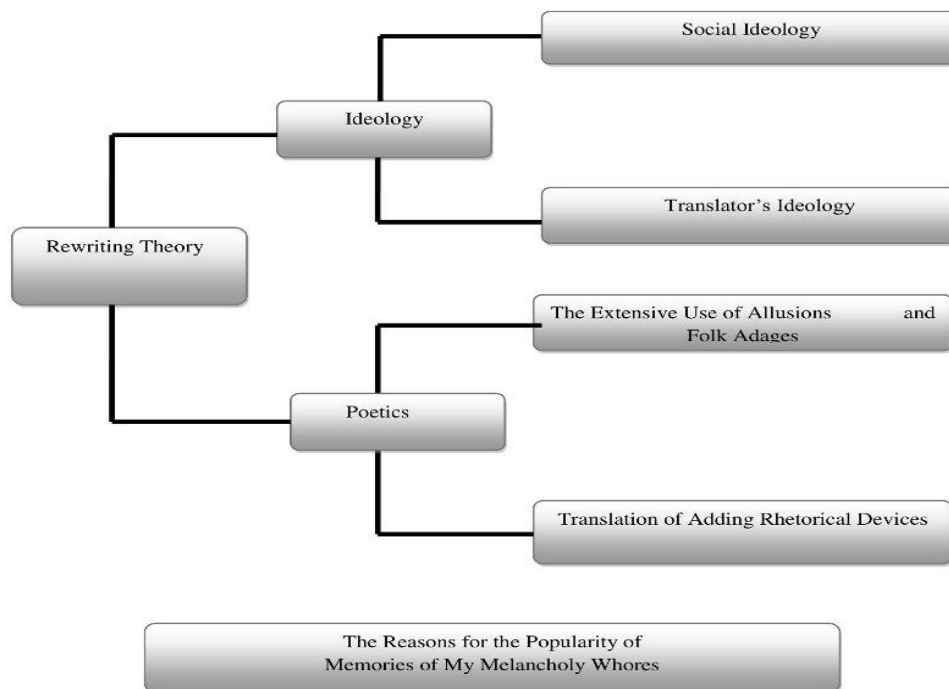 Social Ideology
Ideology
Translator's Ideology
Rewriting Theory
The Extensive Use of Allusions and
Folk Adages
Poetics
Translation of Adding Rhetorical Devices
The Reasons for the Popularity of
Memories of My Melancholy Whores